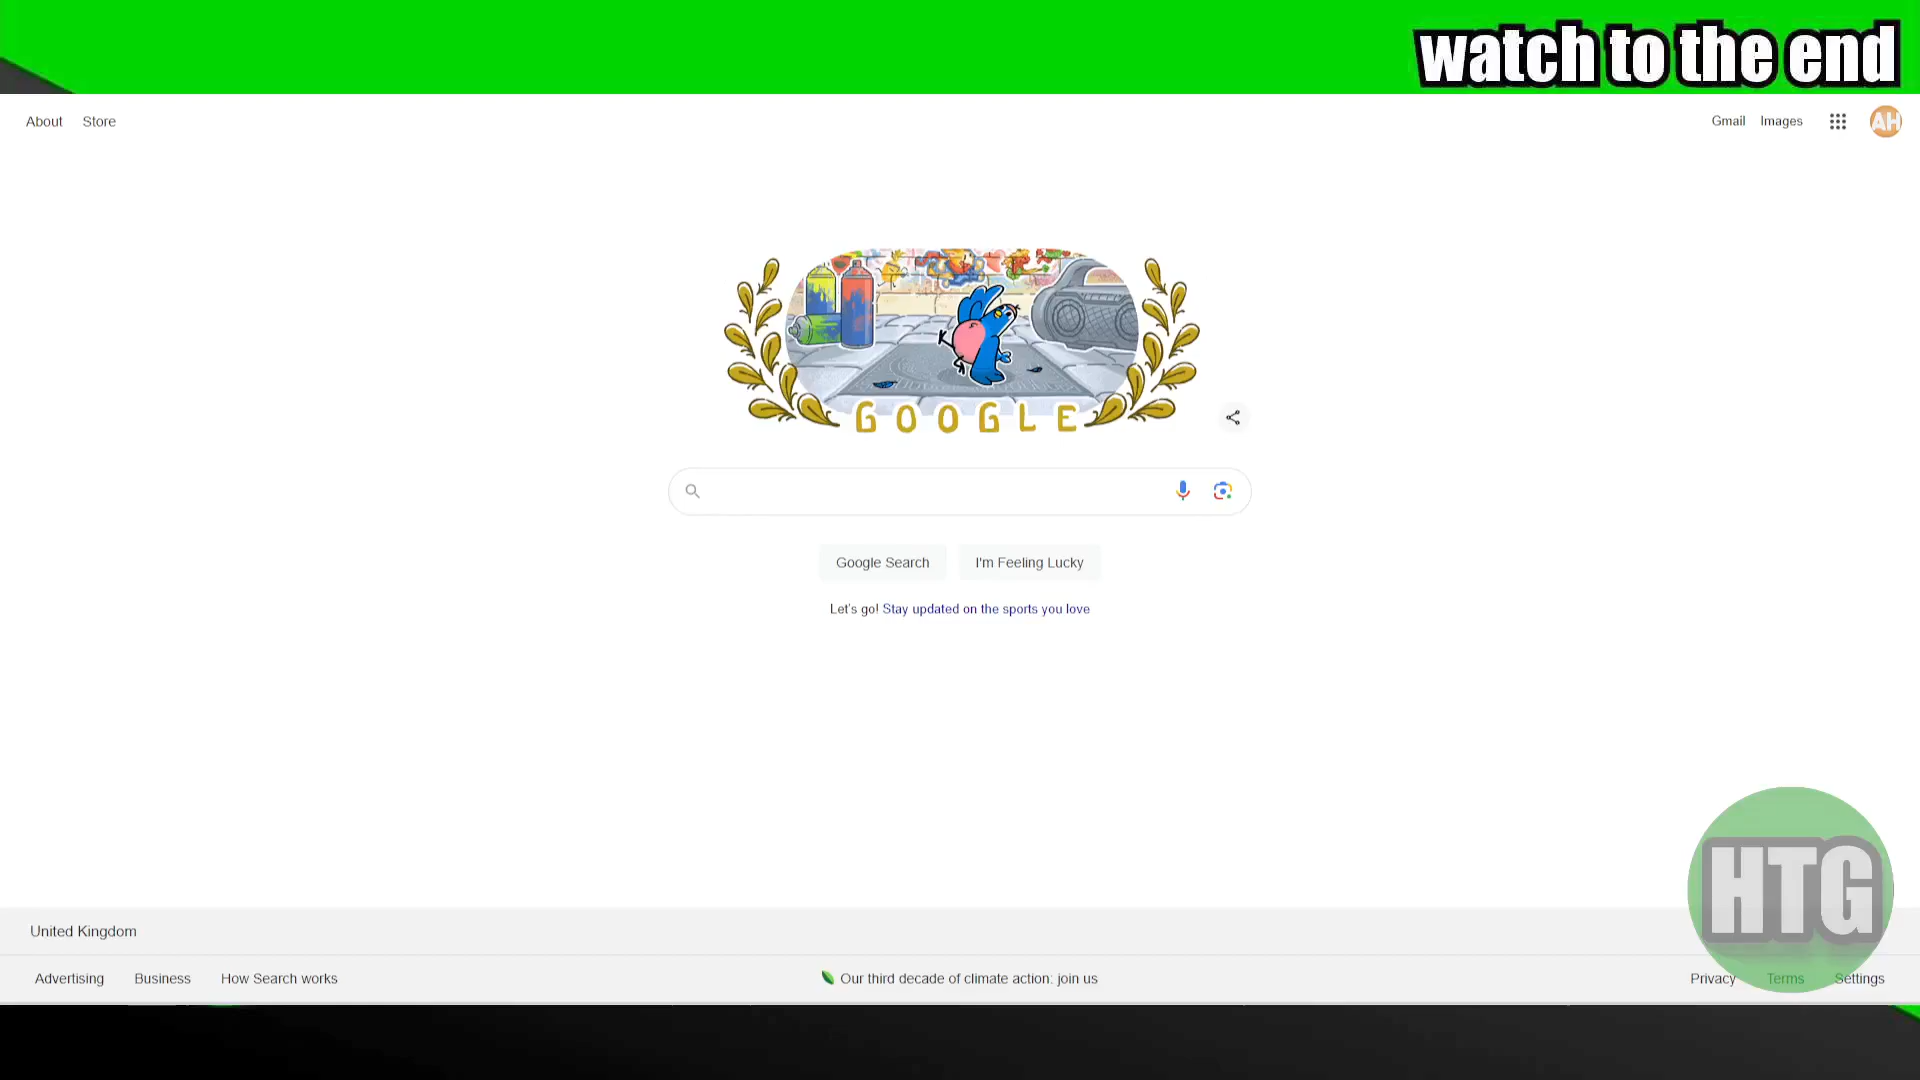 watch to the end
About Store
Gmail Images
AH
GOOGLE
Google Search I'm Feeling Lucky
Let's go! Stay updated on the sports you love
HTG
United Kingdom
Advertising Business How Search works
Our third decade of climate action: join us
Privacy Terms Settings